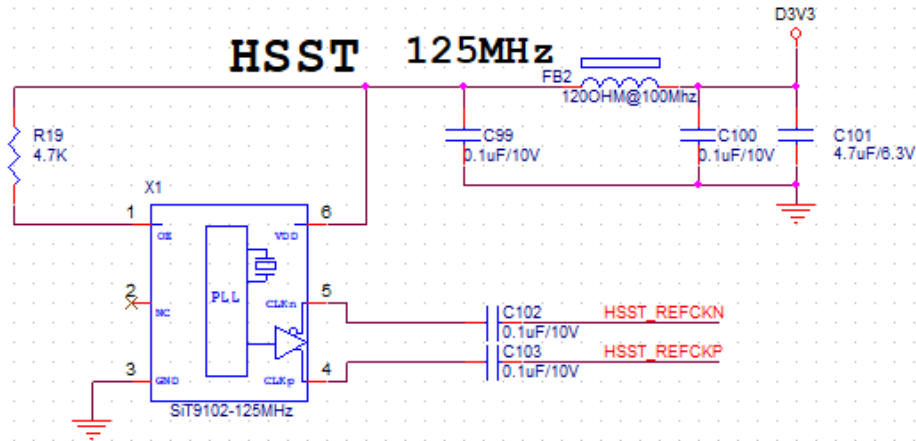 D3V3
HSST 125MHz
FB2
120OHM@100Mhz
R19
4.7K
C99
0.1uF/10V
C100
0.1uF/10V
C101
4.7uF/6.3V
X1
1
OE
6
VDD
2
NC
PLL
5
CLKn
3
GND
4
CLKp
SiT9102-125MHz
C102
0.1uF/10V
HSST_REFCKN
C103
0.1uF/10V
HSST_REFCKP